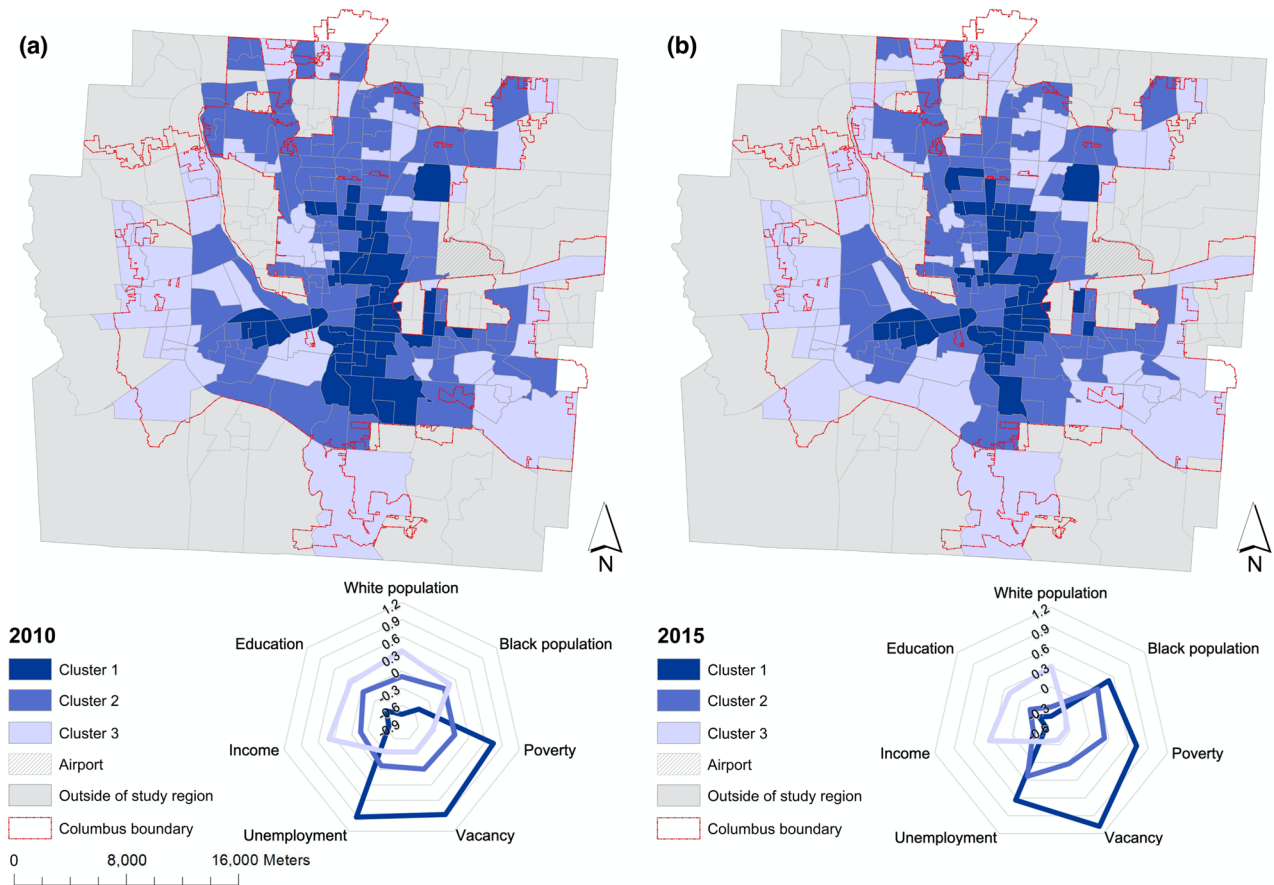 (a)
(b)
N
N
2010
Cluster 1
Cluster 2
Cluster 3
Airport
Outside of study region
Columbus boundary
0 8,000 16,000 Meters
White population
Education
Black population
Income
Poverty
Unemployment
Vacancy
1.2
0.9
0.6
0.3
0
-0.3
-0.6
-0.9
2015
Cluster 1
Cluster 2
Cluster 3
Airport
Outside of study region
Columbus boundary
White population
Education
Black population
Income
Poverty
Unemployment
Vacancy
1.2
0.9
0.6
0.3
0
-0.3
-0.6